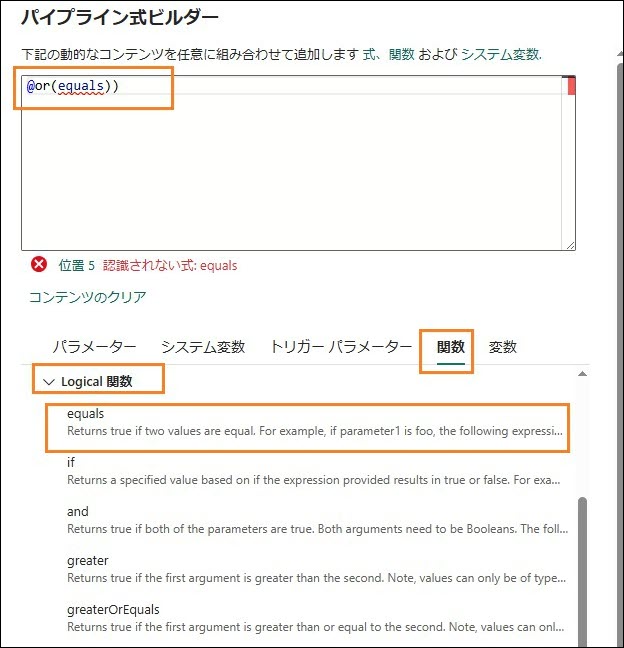 パイプライン式ビルダー
下記の動的なコンテンツを任意に組み合わせて追加します 式、関数 および システム変数.
@or(equals))
位置 5 認識されない式: equals
コンテンツのクリア
パラメーター システム変数 トリガー パラメーター 関数 変数
Logical 関数
equals
Returns true if two values are equal. For example, if parameter1 is foo, the following expressi...
if
Returns a specified value based on if the expression provided results in true or false. For exa...
and
Returns true if both of the parameters are true. Both arguments need to be Booleans. The foll...
greater
Returns true if the first argument is greater than the second. Note, values can only be of type...
greaterOrEquals
Returns true if the first argument is greater than or equal to the second. Note, values can onl...